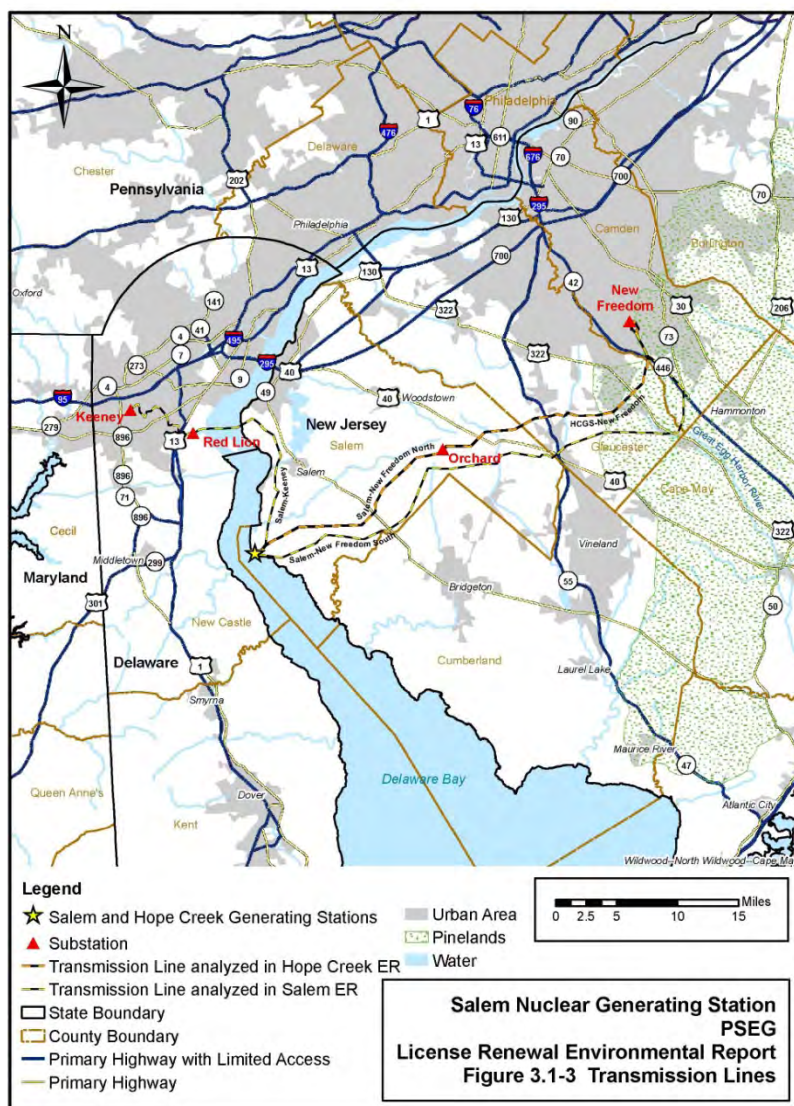 N
Philadelphia
76
90
1
611
Delaware
476
13
676
70
Chester
202
700
295
70
Pennsylvania
130
Camden
Philadelphia
Burlington
13
700
42
New
Freedom
Oxford
130
30
206
141
322
73
41
495
4
322
7
446
273
295
9
40
4
49
Woodstown
95
40
Hammonton
Keeney
New Jersey
HCGS-New Freedom
279
896
13
Red Lion
Salem
Salem-New Freedom North
Orchard
Gloucester
Great Egg Harbor River
896
Salem
Salem-Keeney
40
Cape May
71
322
896
Cecil
Salem-New Freedom South
Vineland
Middletown
299
Maryland
Bridgeton
55
50
301
New Castle
Delaware
Cumberland
Laurel Lake
1
Smyrna
Maurice River
47
Delaware Bay
Queen Anne's
Dover
Atlantic City
Kent
Wildwood--North Wildwood--Cape Ma
Legend
Salem and Hope Creek Generating Stations
Substation
Transmission Line analyzed in Hope Creek ER
Transmission Line analyzed in Salem ER
State Boundary
County Boundary
Primary Highway with Limited Access
Primary Highway
Urban Area
Pinelands
Water
Miles
0 2.5 5 10 15
Salem Nuclear Generating Station
PSEG
License Renewal Environmental Report
Figure 3.1-3 Transmission Lines